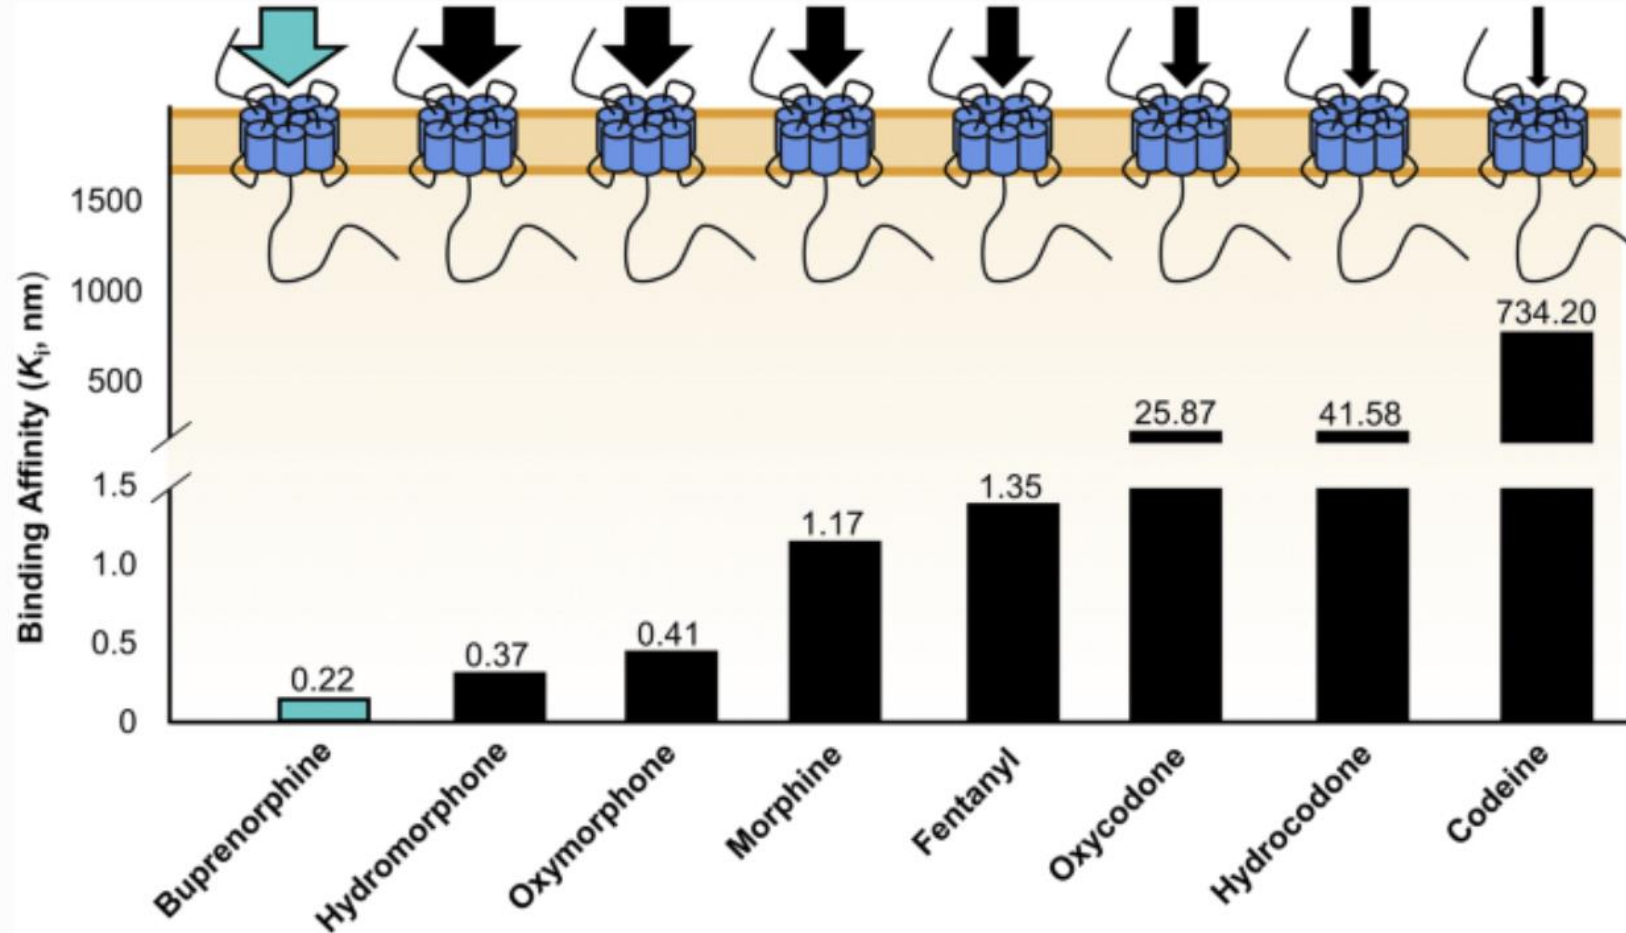 Binding Affinity (Ki, nm)
1500
1000
500
1.5
1.0
0.5
0
0.22
0.37
0.41
1.17
1.35
25.87
41.58
734.20
Buprenorphine
Hydromorphone
Oxymorphone
Morphine
Fentanyl
Oxycodone
Hydrocodone
Codeine